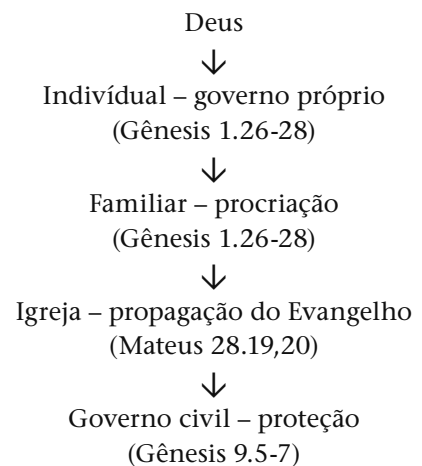 Deus
↓
Indivídual – governo próprio
(Gênesis 1.26-28)
↓
Familiar – procriação
(Gênesis 1.26-28)
↓
Igreja – propagação do Evangelho
(Mateus 28.19,20)
↓
Governo civil – proteção
(Gênesis 9.5-7)